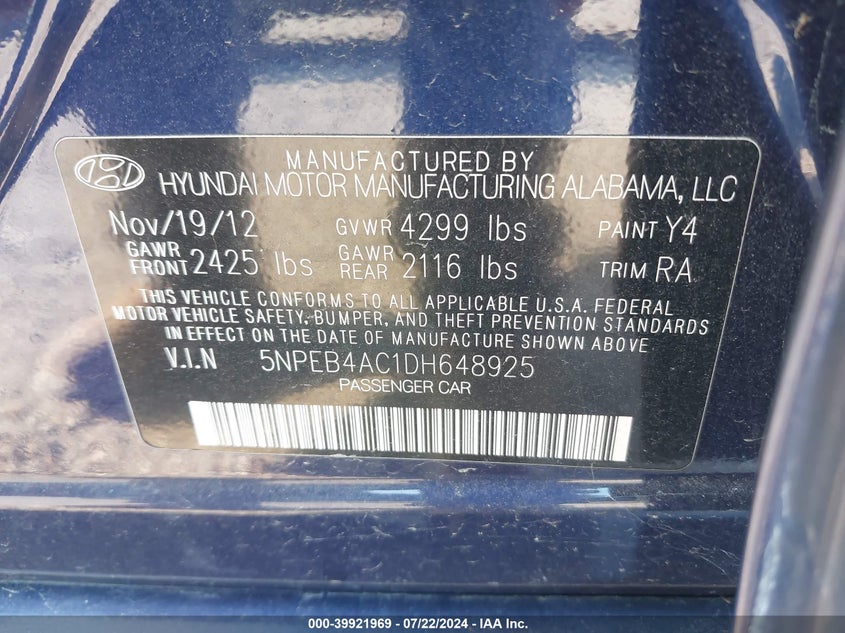 MANUFACTURED BY
HYUNDAI MOTOR MANUFACTURING ALABAMA, LLC
Nov/19/12 GVWR 4299 lbs PAINT Y4
GAWR FRONT 2425 lbs GAWR REAR 2116 lbs TRIM RA
THIS VEHICLE CONFORMS TO ALL APPLICABLE U.S.A. FEDERAL
MOTOR VEHICLE SAFETY, BUMPER, AND THEFT PREVENTION STANDARDS
IN EFFECT ON THE DATE OF MANUFACTURE SHOWN ABOVE
V.I.N 5NPEB4AC1DH648925
PASSENGER CAR
000-39921969 - 07/22/2024 - IAA Inc.